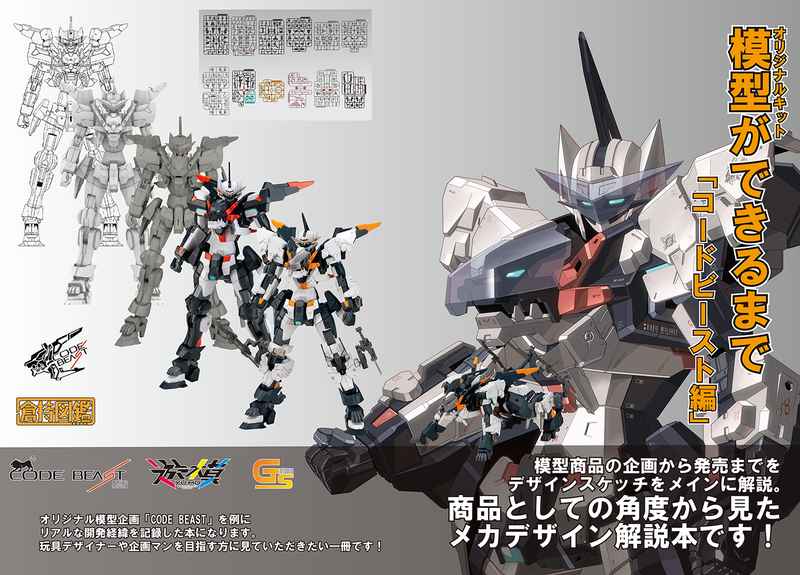 オリジナルキット
模型ができるまで
「コードビースト編」
CODE BEAST
CODE BEAST
模型商品の企画から発売までを
デザインスケッチをメインに解説。
商品としての角度から見た
メカデザイン解説本です！
オリジナル模型企画「CODE BEAST」を例に
リアルな開発経緯を記録した本になります。
玩具デザイナーや企画マンを目指す方に見ていただきたい一冊です！